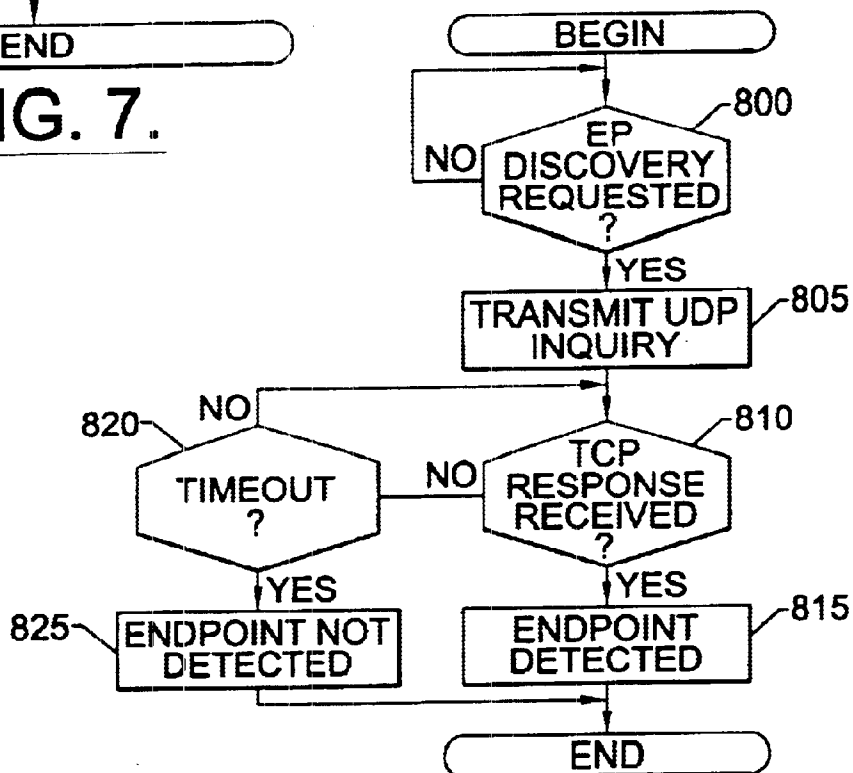 END
IG. 7.
BEGIN
800
EP
DISCOVERY
REQUESTED
?
NO
YES
805
TRANSMIT UDP
INQUIRY
NO
820
TIMEOUT
?
NO
810
TCP
RESPONSE
RECEIVED
?
YES
YES
825
ENDPOINT NOT
DETECTED
815
ENDPOINT
DETECTED
END